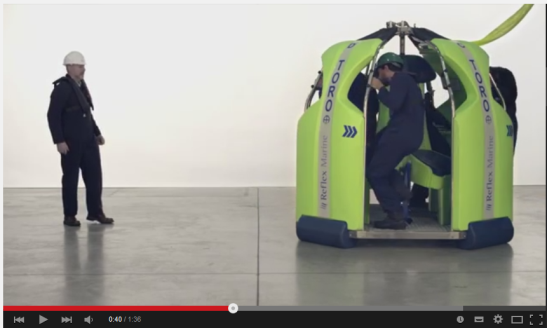 TORO
Reflex Marine
TORO
Reflex Marine
0:40 / 1:36